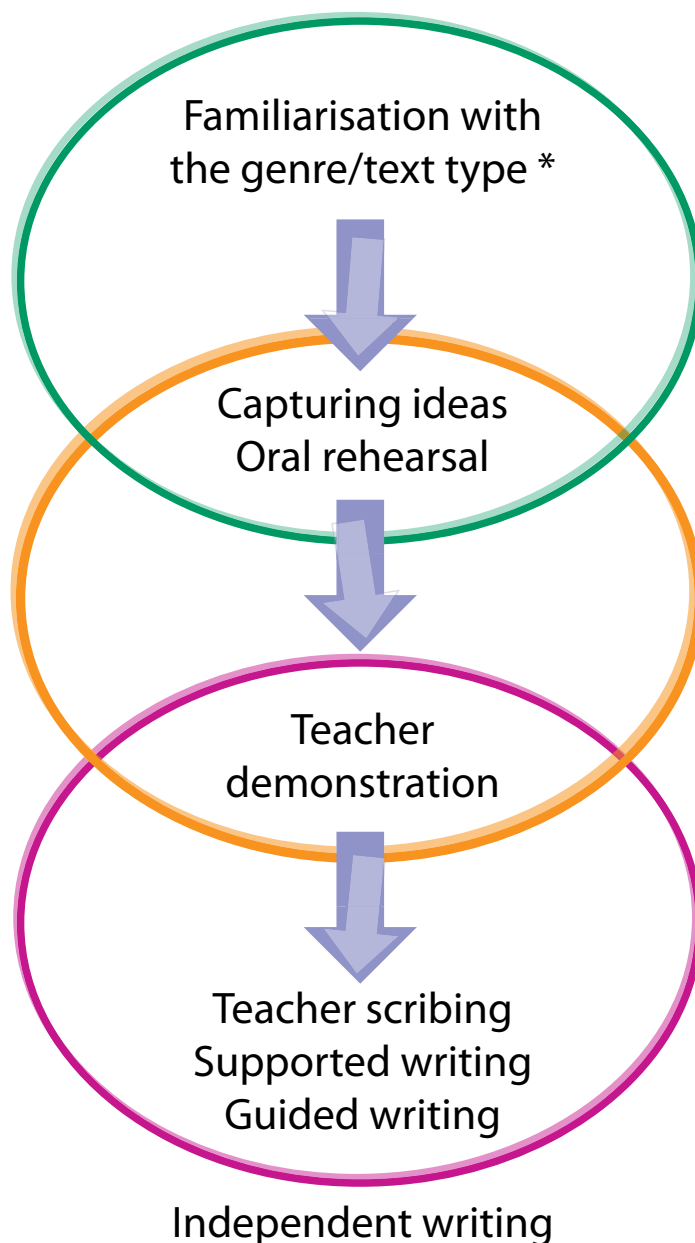 Familiarisation with
the genre/text type *
Capturing ideas
Oral rehearsal
Teacher
demonstration
Teacher scribing
Supported writing
Guided writing
Independent writing